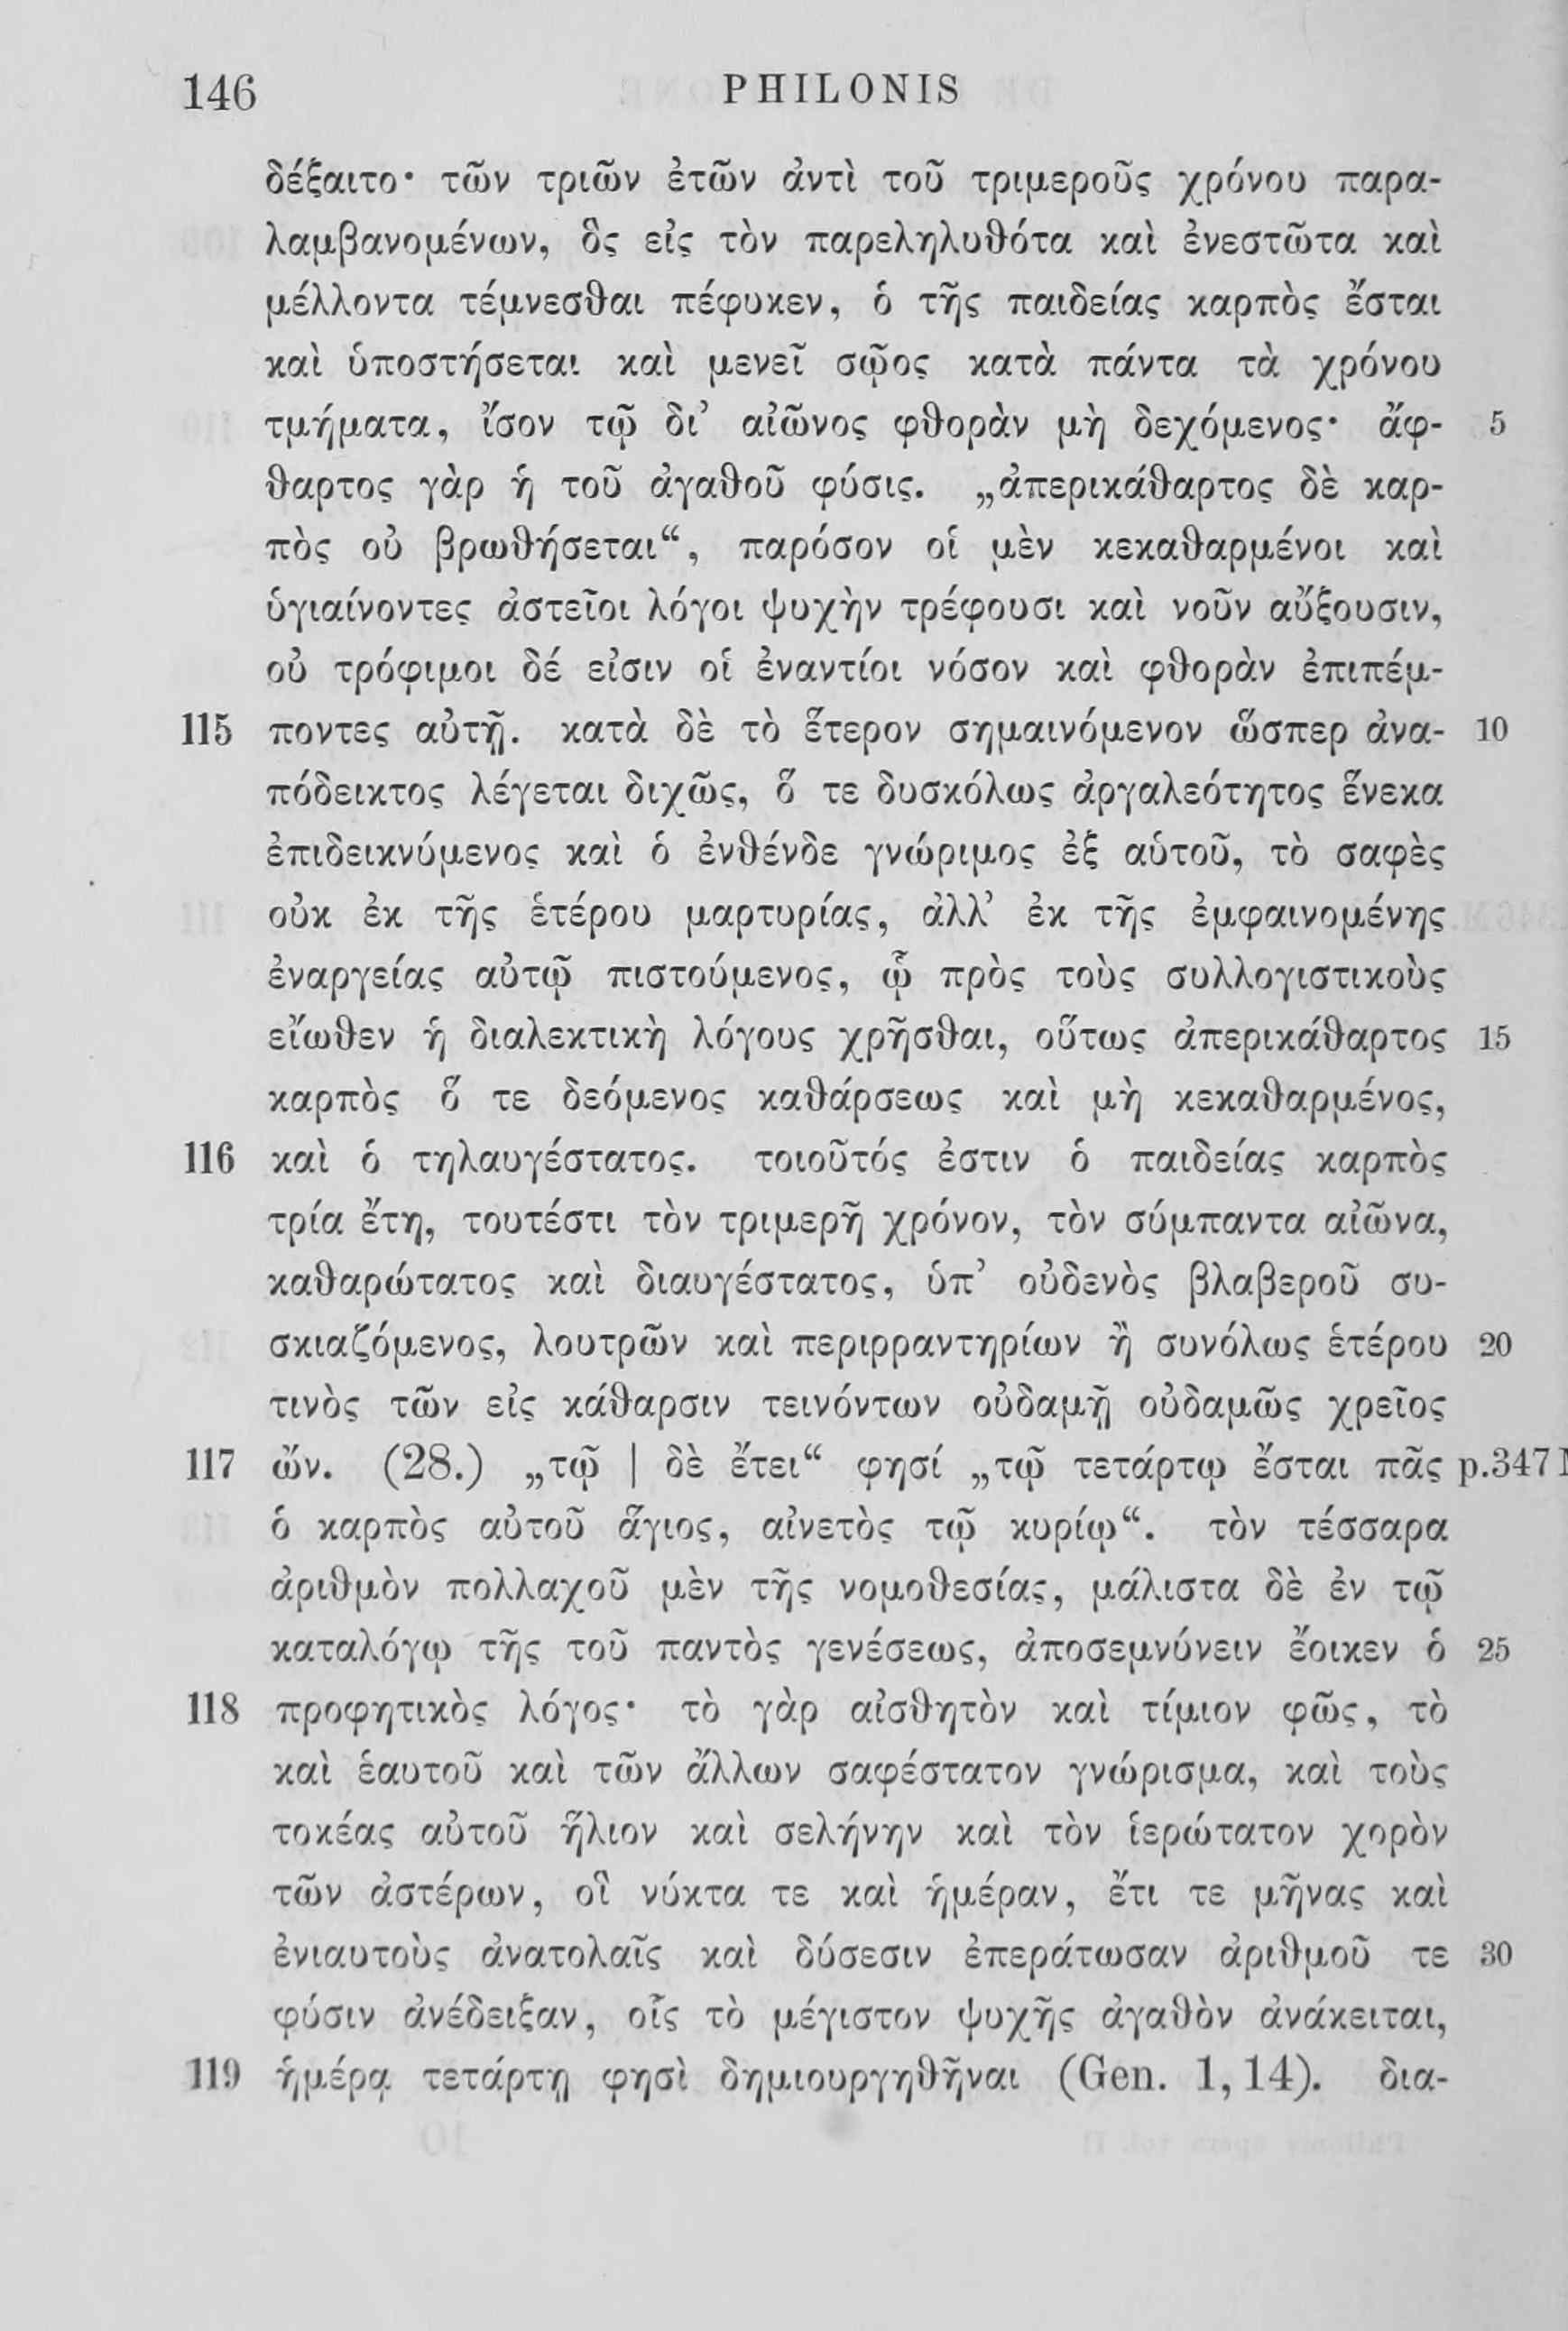 146 PHILONIS
δέξαιτο· τῶν τριῶν ἐτῶν ἀντὶ τοῦ τριμεροῦς χρόνου παρα-
λαμβανομένων, ὃς εἰς τὸν παρεληλυθότα καὶ ἐνεστῶτα καὶ
μέλλοντα τέμνεσθαι πέφυκεν, ὁ τῆς παιδείας καρπὸς ἔσται
καὶ ὑποστήσεται καὶ μενεῖ σῷος κατὰ πάντα τὰ χρόνου
τμήματα, ἴσον τῷ δι’ αἰῶνος φθορὰν μὴ δεχόμενος· ἄφ- 5
θαρτος γὰρ ἡ τοῦ ἀγαθοῦ φύσις. „ἀπερικάθαρτος δὲ καρ-
πὸς οὐ βρωθήσεται“, παρόσον οἱ μὲν κεκαθαρμένοι καὶ
ὑγιαίνοντες ἀστεῖοι λόγοι ψυχὴν τρέφουσι καὶ νοῦν αὔξουσιν,
οὐ τρόφιμοι δέ εἰσιν οἱ ἐναντίοι νόσον καὶ φθορὰν ἐπιπέμ-
115 ποντες αὐτῇ. κατὰ δὲ τὸ ἕτερον σημαινόμενον ὥσπερ ἀνα- 10
πόδεικτος λέγεται διχῶς, ὅ τε δυσκόλως ἀργαλεότητος ἕνεκα
ἐπιδεικνύμενος καὶ ὁ ἐνθένδε γνώριμος ἐξ αὑτοῦ, τὸ σαφὲς
οὐκ ἐκ τῆς ἑτέρου μαρτυρίας, ἀλλ’ ἐκ τῆς ἐμφαινομένης
ἐναργείας αὐτῷ πιστούμενος, ᾧ πρὸς τοὺς συλλογιστικοὺς
εἴωθεν ἡ διαλεκτικὴ λόγους χρῆσθαι, οὕτως ἀπερικάθαρτος 15
καρπὸς ὅ τε δεόμενος καθάρσεως καὶ μὴ κεκαθαρμένος,
116 καὶ ὁ τηλαυγέστατος. τοιοῦτός ἐστιν ὁ παιδείας καρπὸς
τρία ἔτη, τουτέστι τὸν τριμερῆ χρόνον, τὸν σύμπαντα αἰῶνα,
καθαρώτατος καὶ διαυγέστατος, ὑπ’ οὐδενὸς βλαβεροῦ συ-
σκιαζόμενος, λουτρῶν καὶ περιρραντηρίων ἢ συνόλως ἑτέρου 20
τινὸς τῶν εἰς κάθαρσιν τεινόντων οὐδαμῇ οὐδαμῶς χρεῖος
117 ὤν. (28.) „τῷ | δὲ ἔτει“ φησί „τῷ τετάρτῳ ἔσται πᾶς p.347
ὁ καρπὸς αὐτοῦ ἅγιος, αἰνετὸς τῷ κυρίῳ“. τὸν τέσσαρα
ἀριθμὸν πολλαχοῦ μὲν τῆς νομοθεσίας, μάλιστα δὲ ἐν τῷ
καταλόγῳ τῆς τοῦ παντὸς γενέσεως, ἀποσεμνύνειν ἔοικεν ὁ 25
118 προφητικὸς λόγος· τὸ γὰρ αἰσθητὸν καὶ τίμιον φῶς, τὸ
καὶ ἑαυτοῦ καὶ τῶν ἄλλων σαφέστατον γνώρισμα, καὶ τοὺς
τοκέας αὐτοῦ ἥλιον καὶ σελήνην καὶ τὸν ἱερώτατον χορὸν
τῶν ἀστέρων, οἳ νύκτα τε καὶ ἡμέραν, ἔτι τε μῆνας καὶ
ἐνιαυτοὺς ἀνατολαῖς καὶ δύσεσιν ἐπεράτωσαν ἀριθμοῦ τε 30
φύσιν ἀνέδειξαν, οἷς τὸ μέγιστον ψυχῆς ἀγαθὸν ἀνάκειται,
119 ἡμέρᾳ τετάρτῃ φησὶ δημιουργηθῆναι (Gen. 1,14). δια-